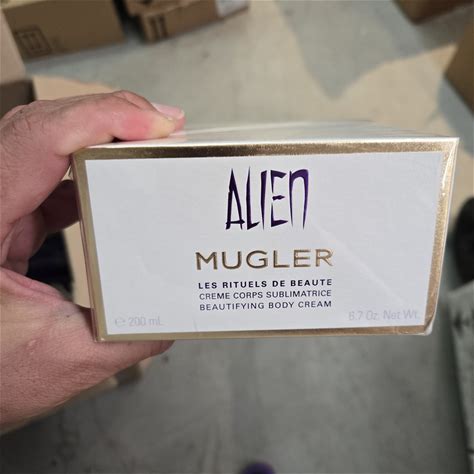 ALIEN
MUGLER
LES RITUELS DE BEAUTE
CREME CORPS SUBLIMATRICE
BEAUTIFYING BODY CREAM
℮ 200 mL
6.7 Oz. Net Wt.